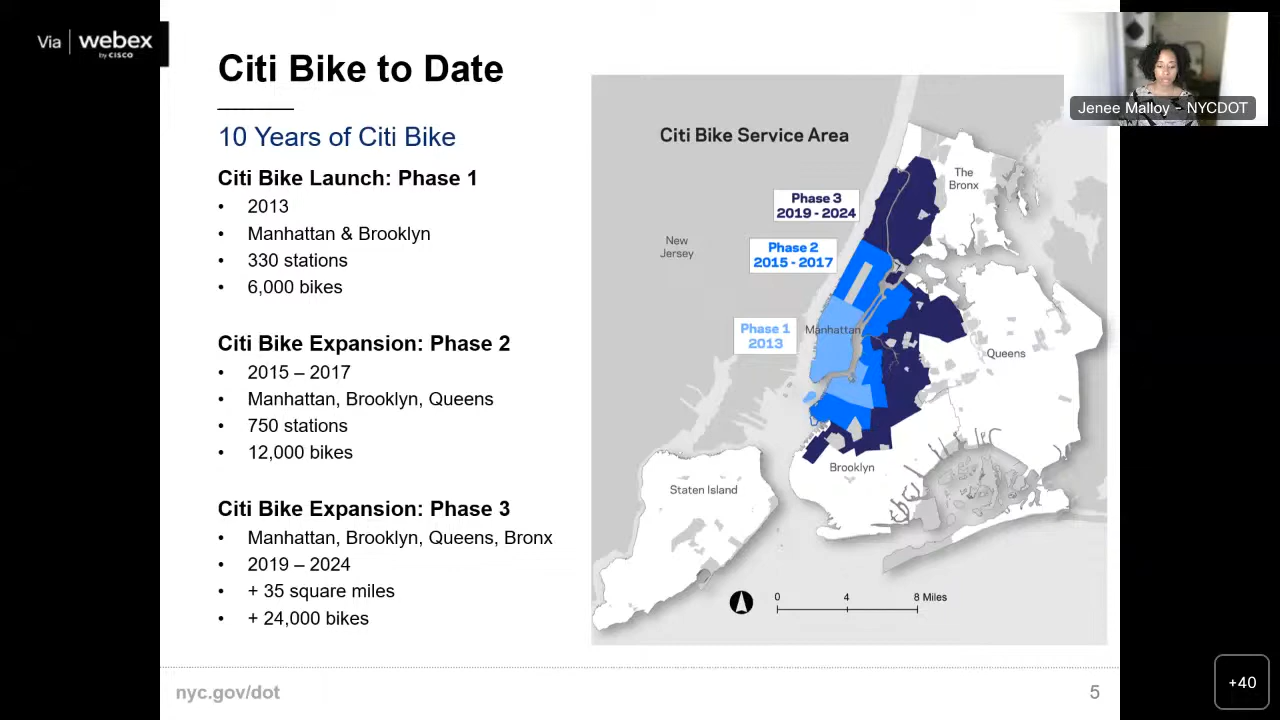 Via | webex
by CISCO
Citi Bike to Date
10 Years of Citi Bike
Citi Bike Launch: Phase 1
• 2013
• Manhattan & Brooklyn
• 330 stations
• 6,000 bikes
Citi Bike Expansion: Phase 2
• 2015 – 2017
• Manhattan, Brooklyn, Queens
• 750 stations
• 12,000 bikes
Citi Bike Expansion: Phase 3
• Manhattan, Brooklyn, Queens, Bronx
• 2019 – 2024
• + 35 square miles
• + 24,000 bikes
Citi Bike Service Area
The
Bronx
Phase 3
2019 - 2024
New
Jersey
Phase 2
2015 - 2017
Phase 1
2013
Manhattan
Queens
Brooklyn
Staten Island
0 4 8 Miles
Jenee Malloy - NYCDOT
nyc.gov/dot
5
+40